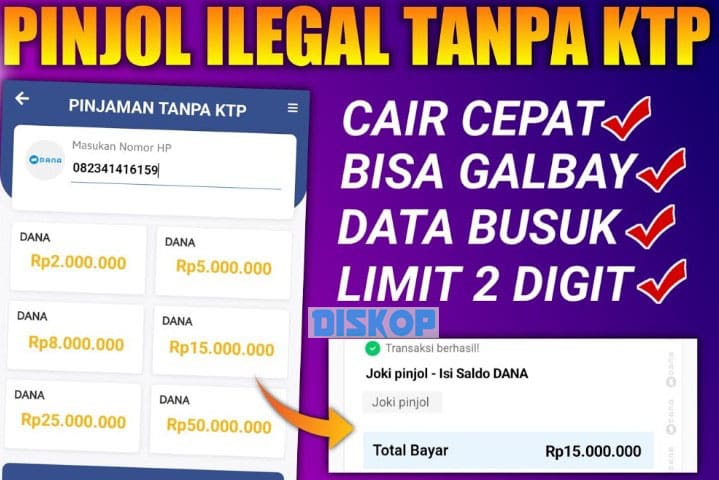 PINJOL ILEGAL TANPA KTP
PINJAMAN TANPA KTP
Masukan Nomor HP
DANA
082341416159
DANA
Rp2.000.000
DANA
Rp5.000.000
DANA
Rp8.000.000
DANA
Rp15.000.000
DANA
Rp25.000.000
DANA
Rp50.000.000
CAIR CEPAT
BISA GALBAY
DATA BUSUK
LIMIT 2 DIGIT
DISKOP
Transaksi berhasil!
Joki pinjol - Isi Saldo DANA
Joki pinjol
Total Bayar Rp15.000.000
DANA
DANA
DANA